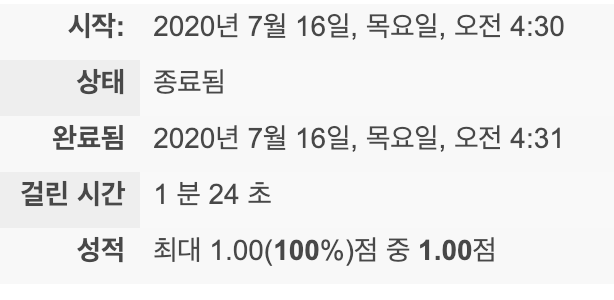 시작: 2020년 7월 16일, 목요일, 오전 4:30
상태 종료됨
완료됨 2020년 7월 16일, 목요일, 오전 4:31
걸린 시간 1 분 24 초
성적 최대 1.00(100%)점 중 1.00점